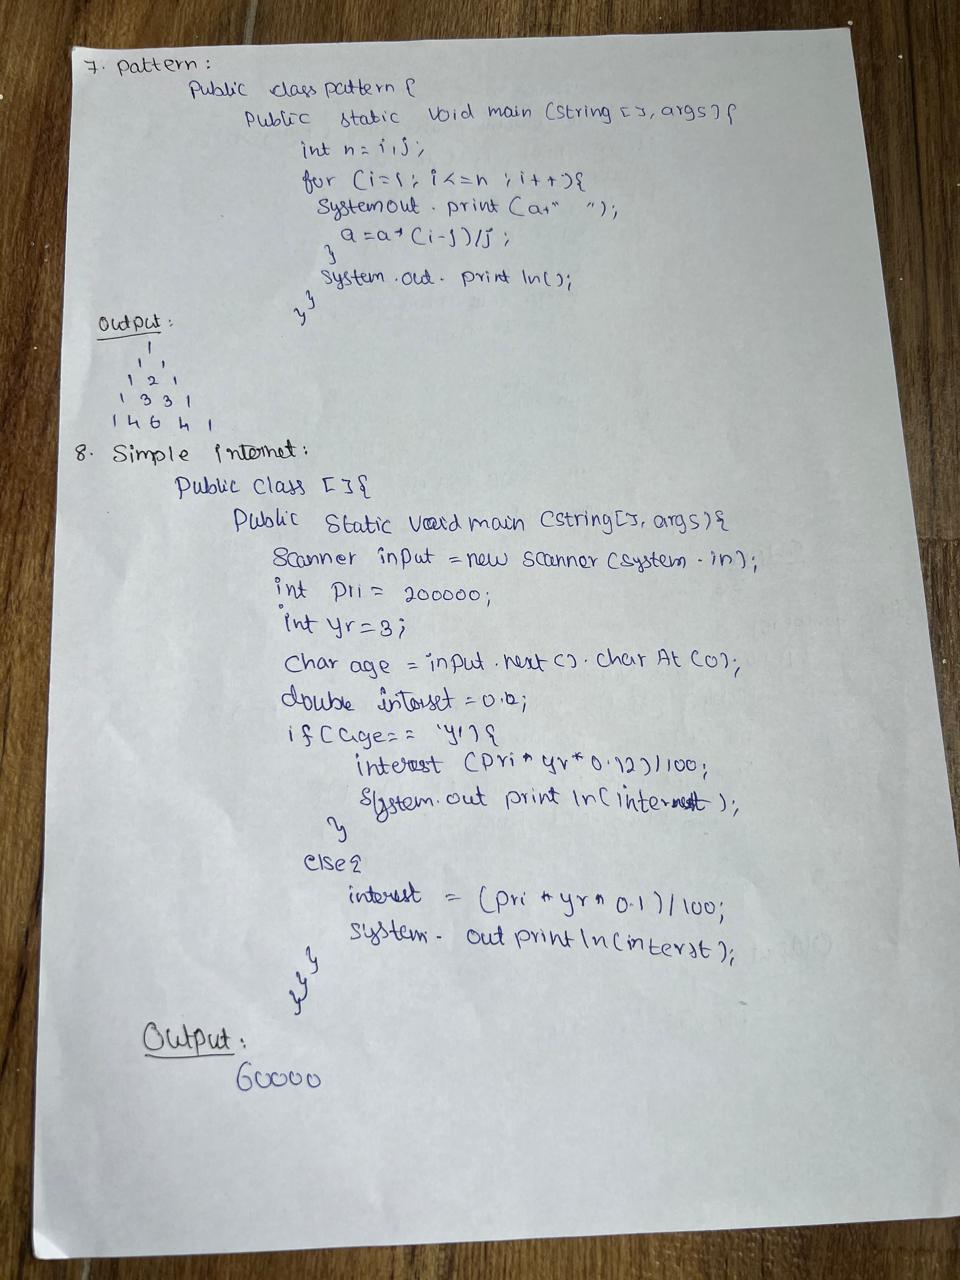 7. Pattern:
Public class pattern {
Public static void main (String [], args) {
int n = i, j;
for (i=1; i<=n; i++) {
System out . print (a+" ");
a = a * (i-j)/j;
}
System . out . print ln();
}
}
Output:
1
1 1
1 2 1
1 3 3 1
1 4 6 4 1
8. Simple internet:
Public class []{
Public static void main (string[], args) {
Scanner input = new scanner (system . in);
int pri = 200000;
int yr = 3;
char age = input . next () . char At (0);
double interset = 0.0;
if (age == 'y') {
interest (pri * yr * 0.12)/100;
System. out print ln (internest);
}
else {
interest = (pri * yr * 0.1)/100;
system . out print ln (interst);
}
}
}
Output:
60000